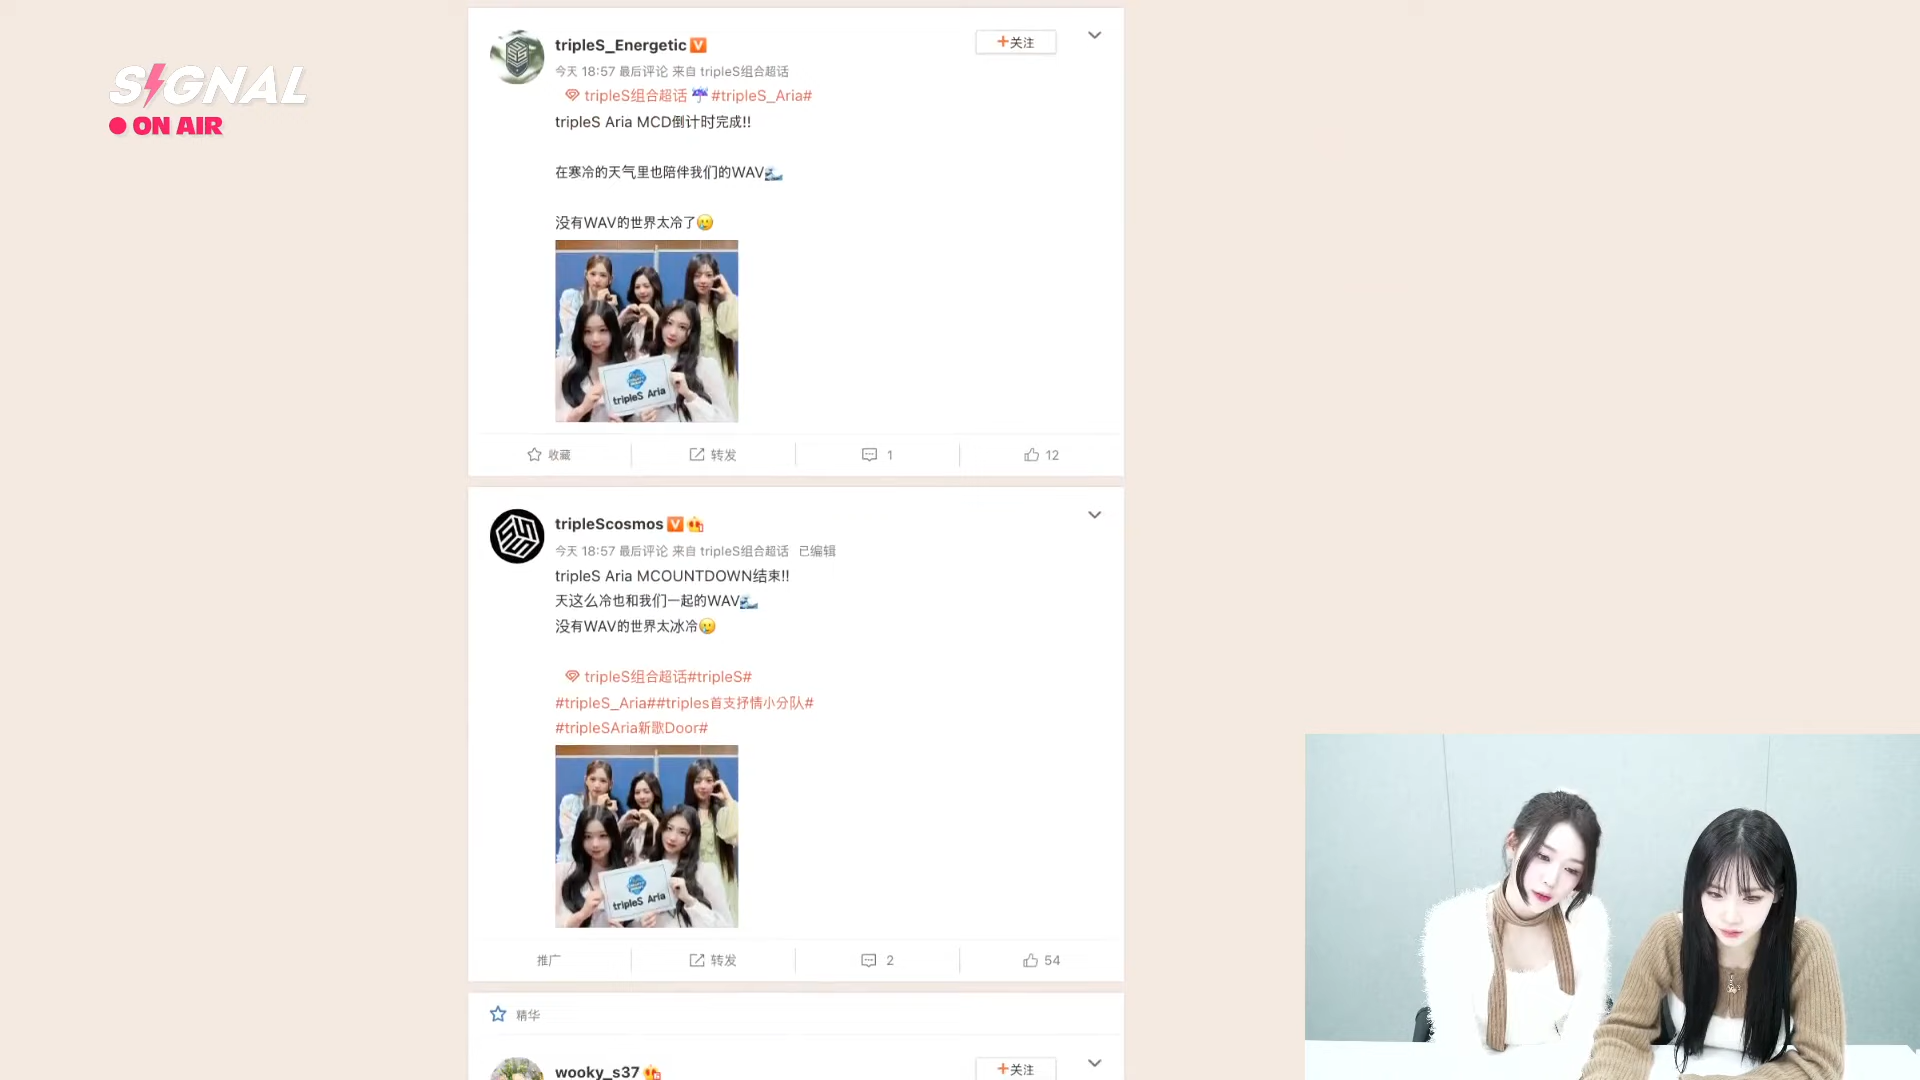 SIGNAL
ON AIR
tripleS_Energetic
+关注
今天 18:57 最后评论 来自 tripleS组合超话
tripleS组合超话☔#tripleS_Aria#
tripleS Aria MCD倒计时完成!!
在寒冷的天气里也陪伴我们的WAV🌊
没有WAV的世界太冷了🥲
tripleS Aria
收藏
转发
1
12
tripleScosmos
今天 18:57 最后评论 来自 tripleS组合超话 已编辑
tripleS Aria MCOUNTDOWN结束!!
天这么冷也和我们一起的WAV🌊
没有WAV的世界太冰冷🥲
tripleS组合超话#tripleS#
#tripleS_Aria##triples首支抒情小分队#
#tripleSAria新歌Door#
tripleS Aria
推广
转发
2
54
精华
wooky_s37
+关注